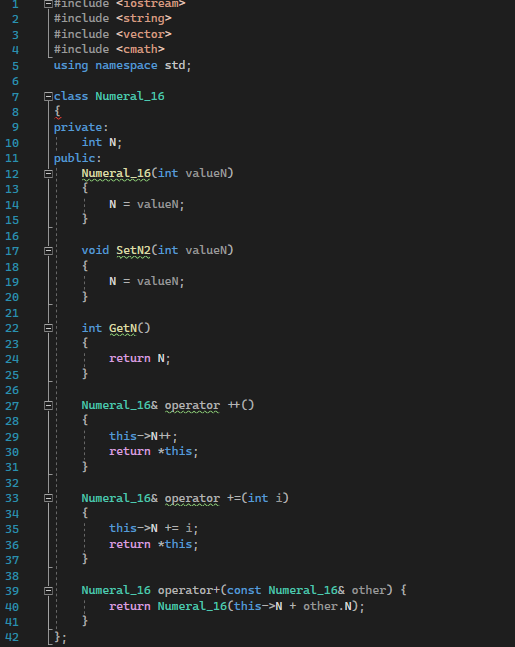 1 #include <iostream>
2 #include <string>
3 #include <vector>
4 #include <cmath>
5 using namespace std;
6
7 class Numeral_16
8 {
9 private:
10     int N;
11 public:
12     Numeral_16(int valueN)
13     {
14         N = valueN;
15     }
16
17     void SetN2(int valueN)
18     {
19         N = valueN;
20     }
21
22     int GetN()
23     {
24         return N;
25     }
26
27     Numeral_16& operator ++()
28     {
29         this->N++;
30         return *this;
31     }
32
33     Numeral_16& operator +=(int i)
34     {
35         this->N += i;
36         return *this;
37     }
38
39     Numeral_16 operator+(const Numeral_16& other) {
40         return Numeral_16(this->N + other.N);
41     }
42 };